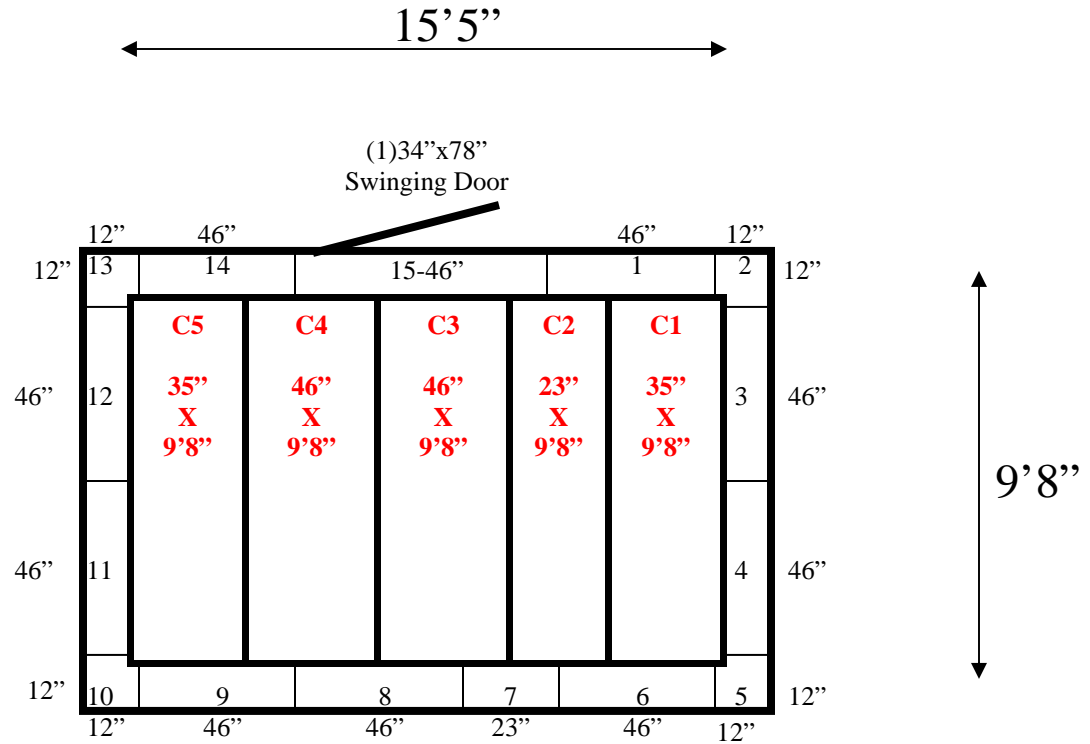 15’5”
(1)34”x78”
Swinging Door
12” 46” 46” 12”
12” 13 14 15-46” 1 2 12”
C5 C4 C3 C2 C1
35” 46” 46” 23” 35”
46” 12 X X X X X 3 46”
9’8” 9’8” 9’8” 9’8” 9’8”
9’8”
46” 11 4 46”
12” 10 9 8 7 6 5 12”
12” 46” 46” 23” 46” 12”